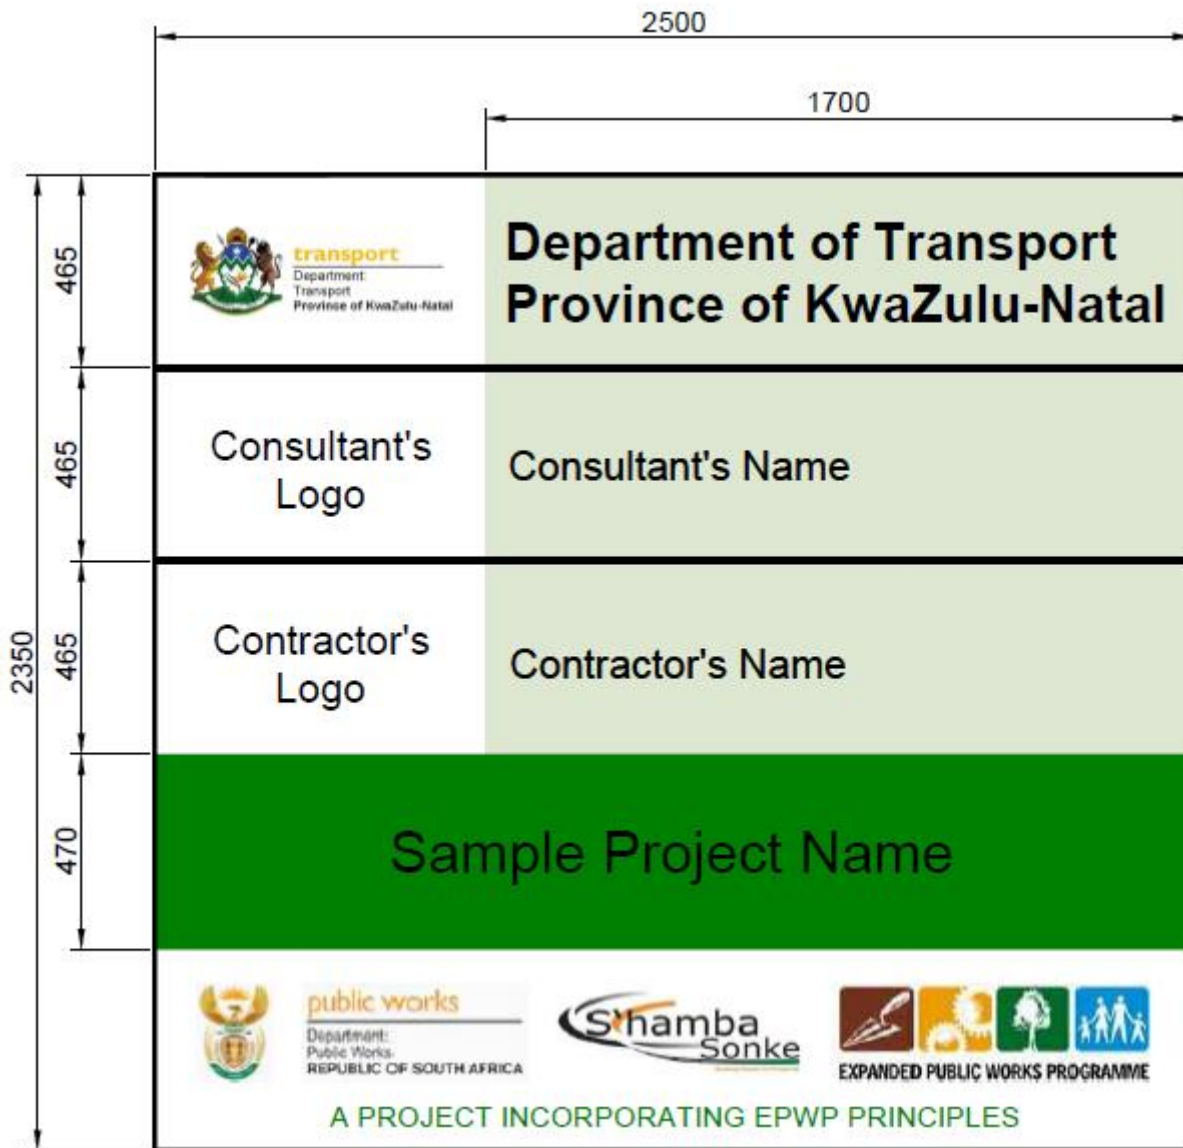 2500
1700
465
transport
Department
Transport
Province of KwaZulu-Natal
Department of Transport
Province of KwaZulu-Natal
465
Consultant's
Logo
Consultant's Name
2350
465
Contractor's
Logo
Contractor's Name
470
Sample Project Name
public works
Department:
Public Works
REPUBLIC OF SOUTH AFRICA
S'hamba
Sonke
EXPANDED PUBLIC WORKS PROGRAMME
A PROJECT INCORPORATING EPWP PRINCIPLES